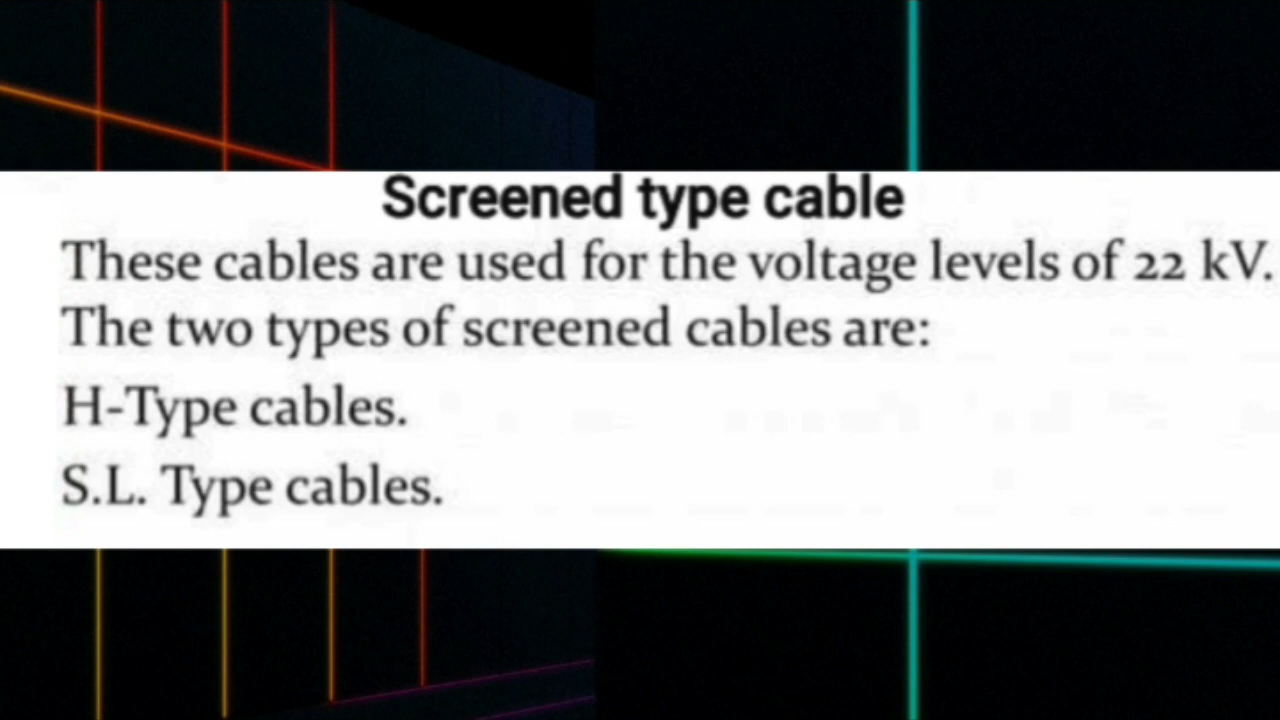 Screened type cable
These cables are used for the voltage levels of 22 kV.
The two types of screened cables are:
H-Type cables.
S.L. Type cables.